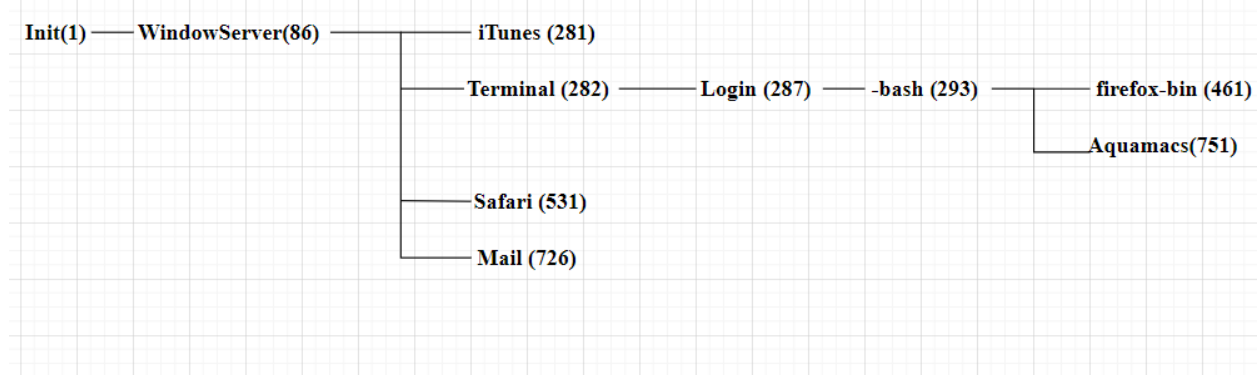 Init(1) WindowServer(86) iTunes (281)
Terminal (282) Login (287) -bash (293) firefox-bin (461)
Aquamacs(751)
Safari (531)
Mail (726)